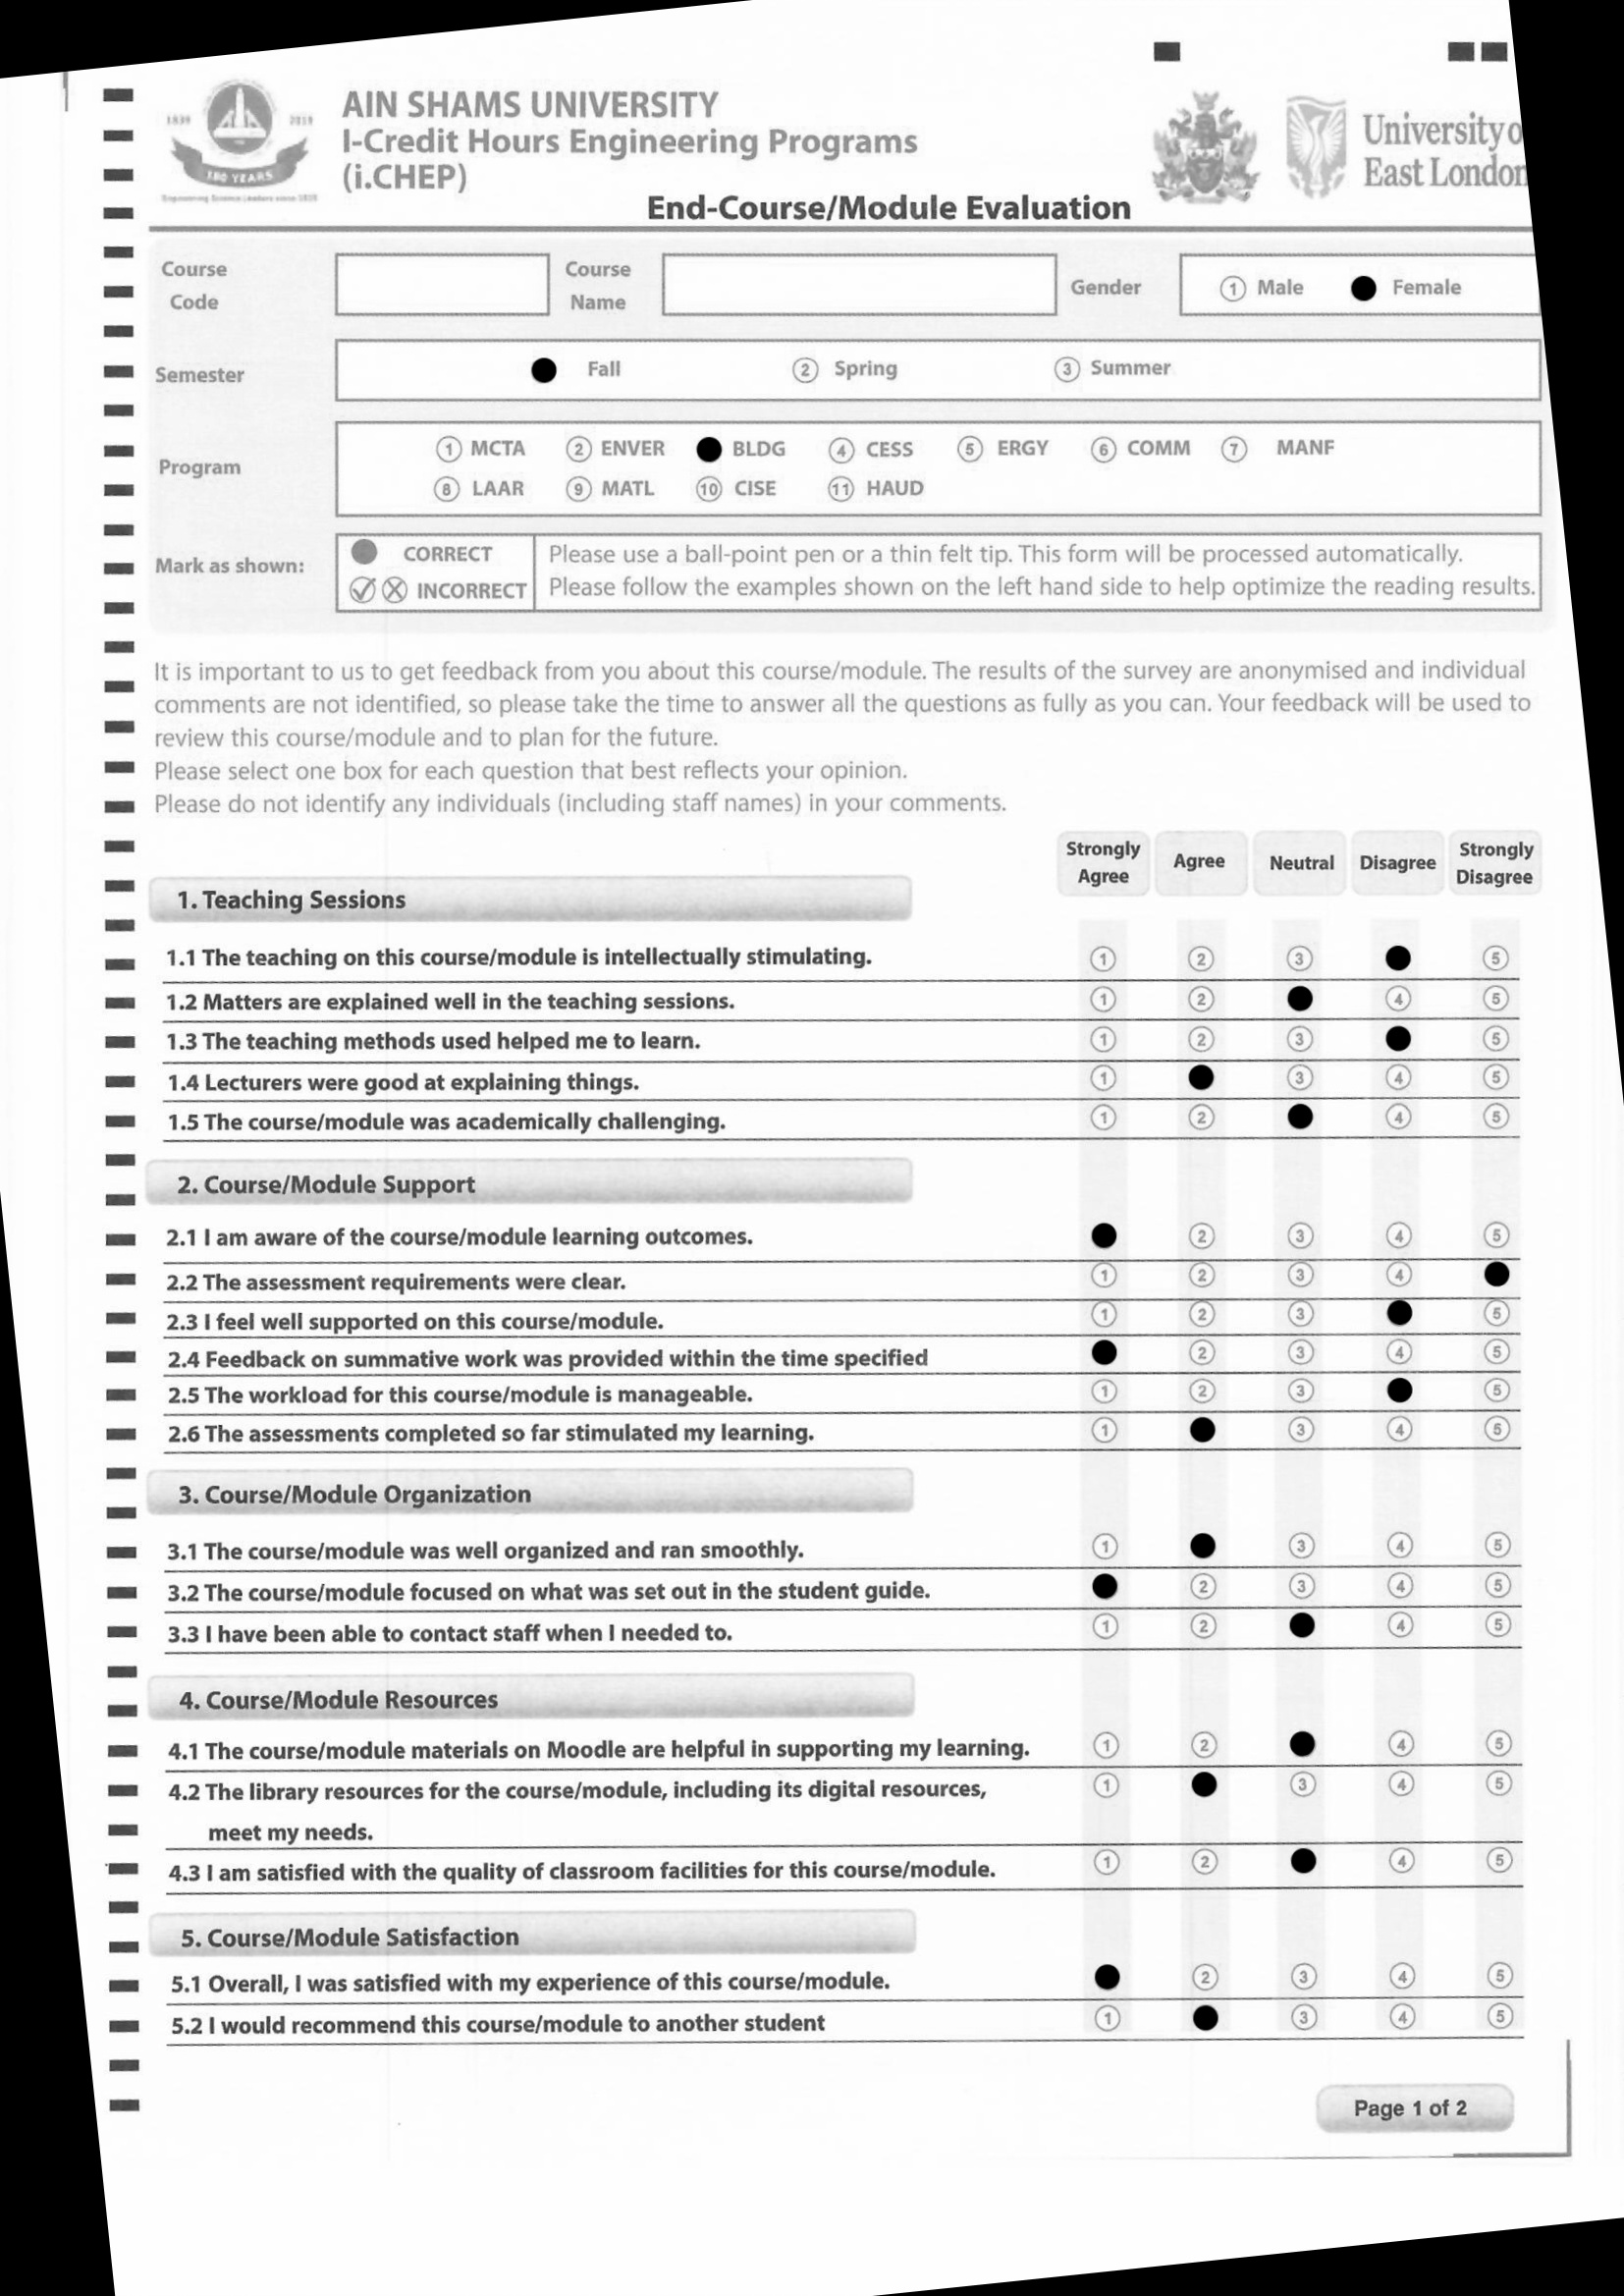 1839 2019
180 YEARS
AIN SHAMS UNIVERSITY
I-Credit Hours Engineering Programs
(i.CHEP)
University o
East London
End-Course/Module Evaluation
Course Code Course Name Gender ① Male Female
Semester Fall ② Spring ③ Summer
Program ① MCTA ② ENVER BLDG ④ CESS ⑤ ERGY ⑥ COMM ⑦ MANF
⑧ LAAR ⑨ MATL ⑩ CISE ⑪ HAUD
Mark as shown: CORRECT Please use a ball-point pen or a thin felt tip. This form will be processed automatically.
INCORRECT Please follow the examples shown on the left hand side to help optimize the reading results.
It is important to us to get feedback from you about this course/module. The results of the survey are anonymised and individual
comments are not identified, so please take the time to answer all the questions as fully as you can. Your feedback will be used to
review this course/module and to plan for the future.
Please select one box for each question that best reflects your opinion.
Please do not identify any individuals (including staff names) in your comments.
Strongly Agree Agree Neutral Disagree Strongly Disagree
1. Teaching Sessions
1.1 The teaching on this course/module is intellectually stimulating. ① ② ③ ⑤
1.2 Matters are explained well in the teaching sessions. ① ② ④ ⑤
1.3 The teaching methods used helped me to learn. ① ② ③ ⑤
1.4 Lecturers were good at explaining things. ① ③ ④ ⑤
1.5 The course/module was academically challenging. ① ② ④ ⑤
2. Course/Module Support
2.1 I am aware of the course/module learning outcomes. ② ③ ④ ⑤
2.2 The assessment requirements were clear. ① ② ③ ④
2.3 I feel well supported on this course/module. ① ② ③ ⑤
2.4 Feedback on summative work was provided within the time specified ② ③ ④ ⑤
2.5 The workload for this course/module is manageable. ① ② ③ ⑤
2.6 The assessments completed so far stimulated my learning. ① ③ ④ ⑤
3. Course/Module Organization
3.1 The course/module was well organized and ran smoothly. ① ③ ④ ⑤
3.2 The course/module focused on what was set out in the student guide. ② ③ ④ ⑤
3.3 I have been able to contact staff when I needed to. ① ② ④ ⑤
4. Course/Module Resources
4.1 The course/module materials on Moodle are helpful in supporting my learning. ① ② ④ ⑤
4.2 The library resources for the course/module, including its digital resources, ① ③ ④ ⑤
meet my needs.
4.3 I am satisfied with the quality of classroom facilities for this course/module. ① ② ④ ⑤
5. Course/Module Satisfaction
5.1 Overall, I was satisfied with my experience of this course/module. ② ③ ④ ⑤
5.2 I would recommend this course/module to another student ① ③ ④ ⑤
Page 1 of 2